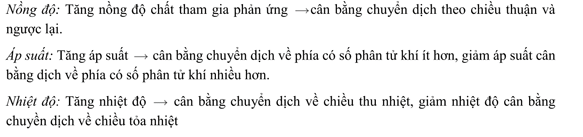 Nồng độ: Tăng nồng độ chất tham gia phản ứng →cân bằng chuyển dịch theo chiều thuận và
ngược lại.
Áp suất: Tăng áp suất → cân bằng chuyển dịch về phía có số phân tử khí ít hơn, giảm áp suất cân
bằng dịch về phía có số phân tử khí nhiều hơn.
Nhiệt độ: Tăng nhiệt độ → cân bằng chuyển dịch về chiều thu nhiệt, giảm nhiệt độ cân bằng
chuyển dịch về chiều tỏa nhiệt